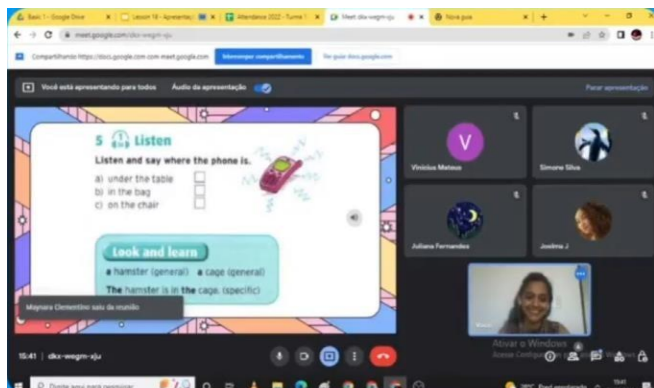 Basic 1 - Google Drive
Lesson 18 - Apresentaç
Attendance 2022 - Turma 1
Meet: dkx-wegm-xju
Nova guia
meet.google.com/dkx-wegm-xju
Compartilhando https://docs.google.com com meet.google.com
Interromper compartilhamento
Ver guia: docs.google.com
Você está apresentando para todos
Áudio da apresentação
Parar apresentação
5
Listen
Listen and say where the phone is.
a) under the table
b) in the bag
c) on the chair
Look and learn
a hamster (general) a cage (general)
The hamster is in the cage. (specific)
Maynara Clementino saiu da reunião
V
Vinicius Mateus
Simone Silva
Juliana Fernandes
Josilma J
15:41 | dkx-wegm-xju
Ativar o Windows
15:41